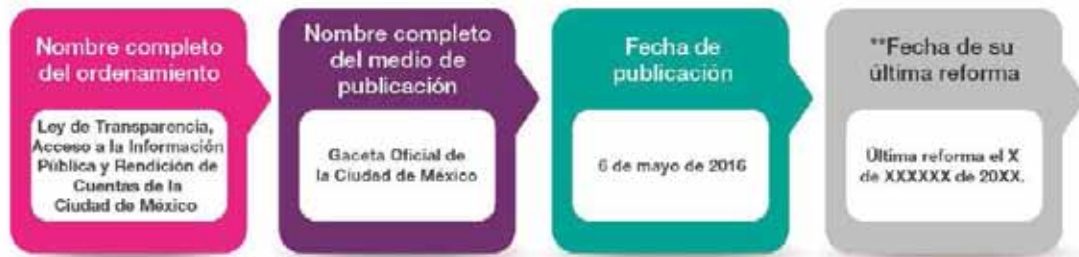 Nombre completo
del ordenamiento
Ley de Transparencia,
Acceso a la Información
Pública y Rendición de
Cuentas de la
Ciudad de México
Nombre completo
del medio de
publicación
Gaceta Oficial de
la Ciudad de México
Fecha de
publicación
6 de mayo de 2016
**Fecha de su
última reforma
Última reforma el X
de XXXXXX de 20XX.